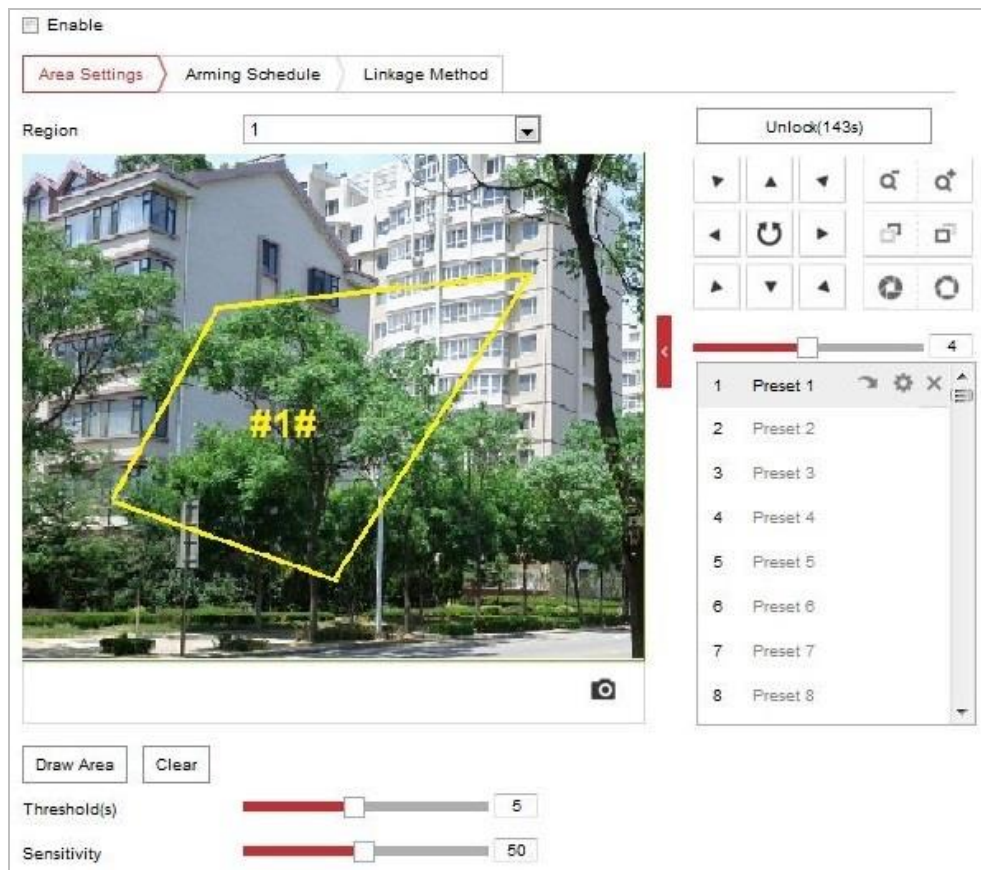 Enable
Area Settings
Arming Schedule
Linkage Method
Region
1
Unlock(143s)
#1#
4
1 Preset 1
2 Preset 2
3 Preset 3
4 Preset 4
5 Preset 5
6 Preset 6
7 Preset 7
8 Preset 8
Draw Area
Clear
Threshold(s)
5
Sensitivity
50